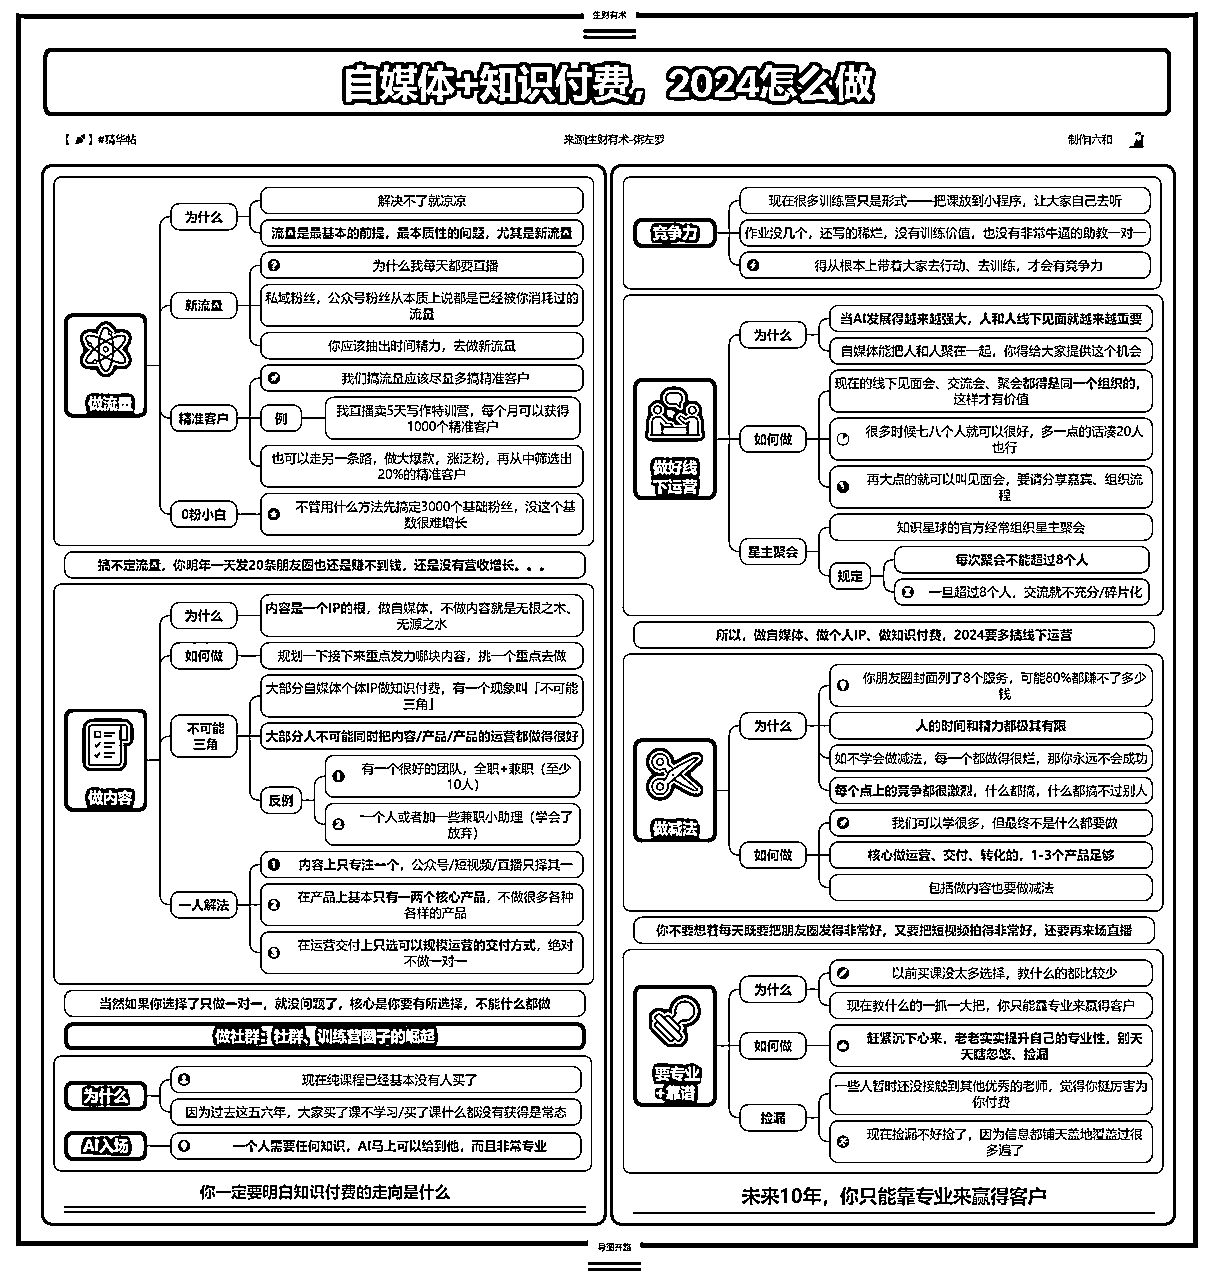 生财有术
自媒体+知识付费，2024怎么做
【】#精华帖
来源|生财有术-粥左罗
制作|六和
做流量
为什么
解决不了就凉凉
流量是最基本的前提，最本质性的问题，尤其是新流量
新流量
为什么我每天都要直播
私域粉丝，公众号粉丝从本质上说都是已经被你消耗过的
流量
你应该抽出时间精力，去做新流量
精准客户
我们搞流量应该尽量多搞精准客户
例
我直播卖5天写作特训营，每个月可以获得
1000个精准客户
也可以走另一条路，做大爆款，涨泛粉，再从中筛选出
20%的精准客户
0粉小白
不管用什么方法先搞定3000个基础粉丝，没这个基
数很难增长
搞不定流量，你明年一天发20条朋友圈也还是赚不到钱，还是没有营收增长。。。
做内容
为什么
内容是一个IP的根，做自媒体，不做内容就是无根之木、
无源之水
如何做
规划一下接下来重点发力哪块内容，挑一个重点去做
不可能
三角
大部分自媒体个体IP做知识付费，有一个现象叫「不可能
三角」
大部分人不可能同时把内容/产品/产品的运营都做得很好
反例
1
有一个很好的团队，全职+兼职（至少
10人）
2
一个人或者加一些兼职小助理（学会了
放弃）
一人解法
1
内容上只专注一个，公众号/短视频/直播只择其一
2
在产品上基本只有一两个核心产品，不做很多各种
各样的产品
3
在运营交付上只选可以规模运营的交付方式，绝对
不做一对一
当然如果你选择了只做一对一，就没问题了，核心是你要有所选择，不能什么都做
做社群：社群、训练营圈子的崛起
为什么
现在纯课程已经基本没有人买了
因为过去这五六年，大家买了课不学习/买了课什么都没有获得是常态
AI入场
一个人需要任何知识，AI马上可以给到他，而且非常专业
你一定要明白知识付费的走向是什么
竞争力
现在很多训练营只是形式——把课放到小程序，让大家自己去听
作业没几个，还写的稀烂，没有训练价值，也没有非常牛逼的助教一对一
得从根本上带着大家去行动、去训练，才会有竞争力
做好线
下运营
为什么
当AI发展得越来越强大，人和人线下见面就越来越重要
自媒体能把人和人聚在一起，你得给大家提供这个机会
如何做
现在的线下见面会、交流会、聚会都得是同一个组织的，
这样才有价值
很多时候七八个人就可以很好，多一点的话凑20人
也行
再大点的就可以叫见面会，要请分享嘉宾、组织流
程
星主聚会
知识星球的官方经常组织星主聚会
规定
每次聚会不能超过8个人
一旦超过8个人，交流就不充分/碎片化
所以，做自媒体、做个人IP、做知识付费，2024要多搞线下运营
做减法
为什么
你朋友圈封面列了8个服务，可能80%都赚不了多少
钱
人的时间和精力都极其有限
如不学会做减法，每一个都做得很烂，那你永远不会成功
每个点上的竞争都很激烈，什么都搞，什么都搞不过别人
如何做
我们可以学很多，但最终不是什么都要做
核心做运营、交付、转化的，1-3个产品足够
包括做内容也要做减法
你不要想着每天既要把朋友圈发得非常好，又要把短视频拍得非常好，还要再来场直播
要专业
+靠谱
为什么
以前买课没太多选择，教什么的都比较少
现在教什么的一抓一大把，你只能靠专业来赢得客户
如何做
赶紧沉下心来，老老实实提升自己的专业性，别天
天瞎忽悠、捡漏
捡漏
一些人暂时还没接触到其他优秀的老师，觉得你挺厉害为
你付费
现在捡漏不好捡了，因为信息都铺天盖地覆盖过很
多遍了
未来10年，你只能靠专业来赢得客户
导图开路